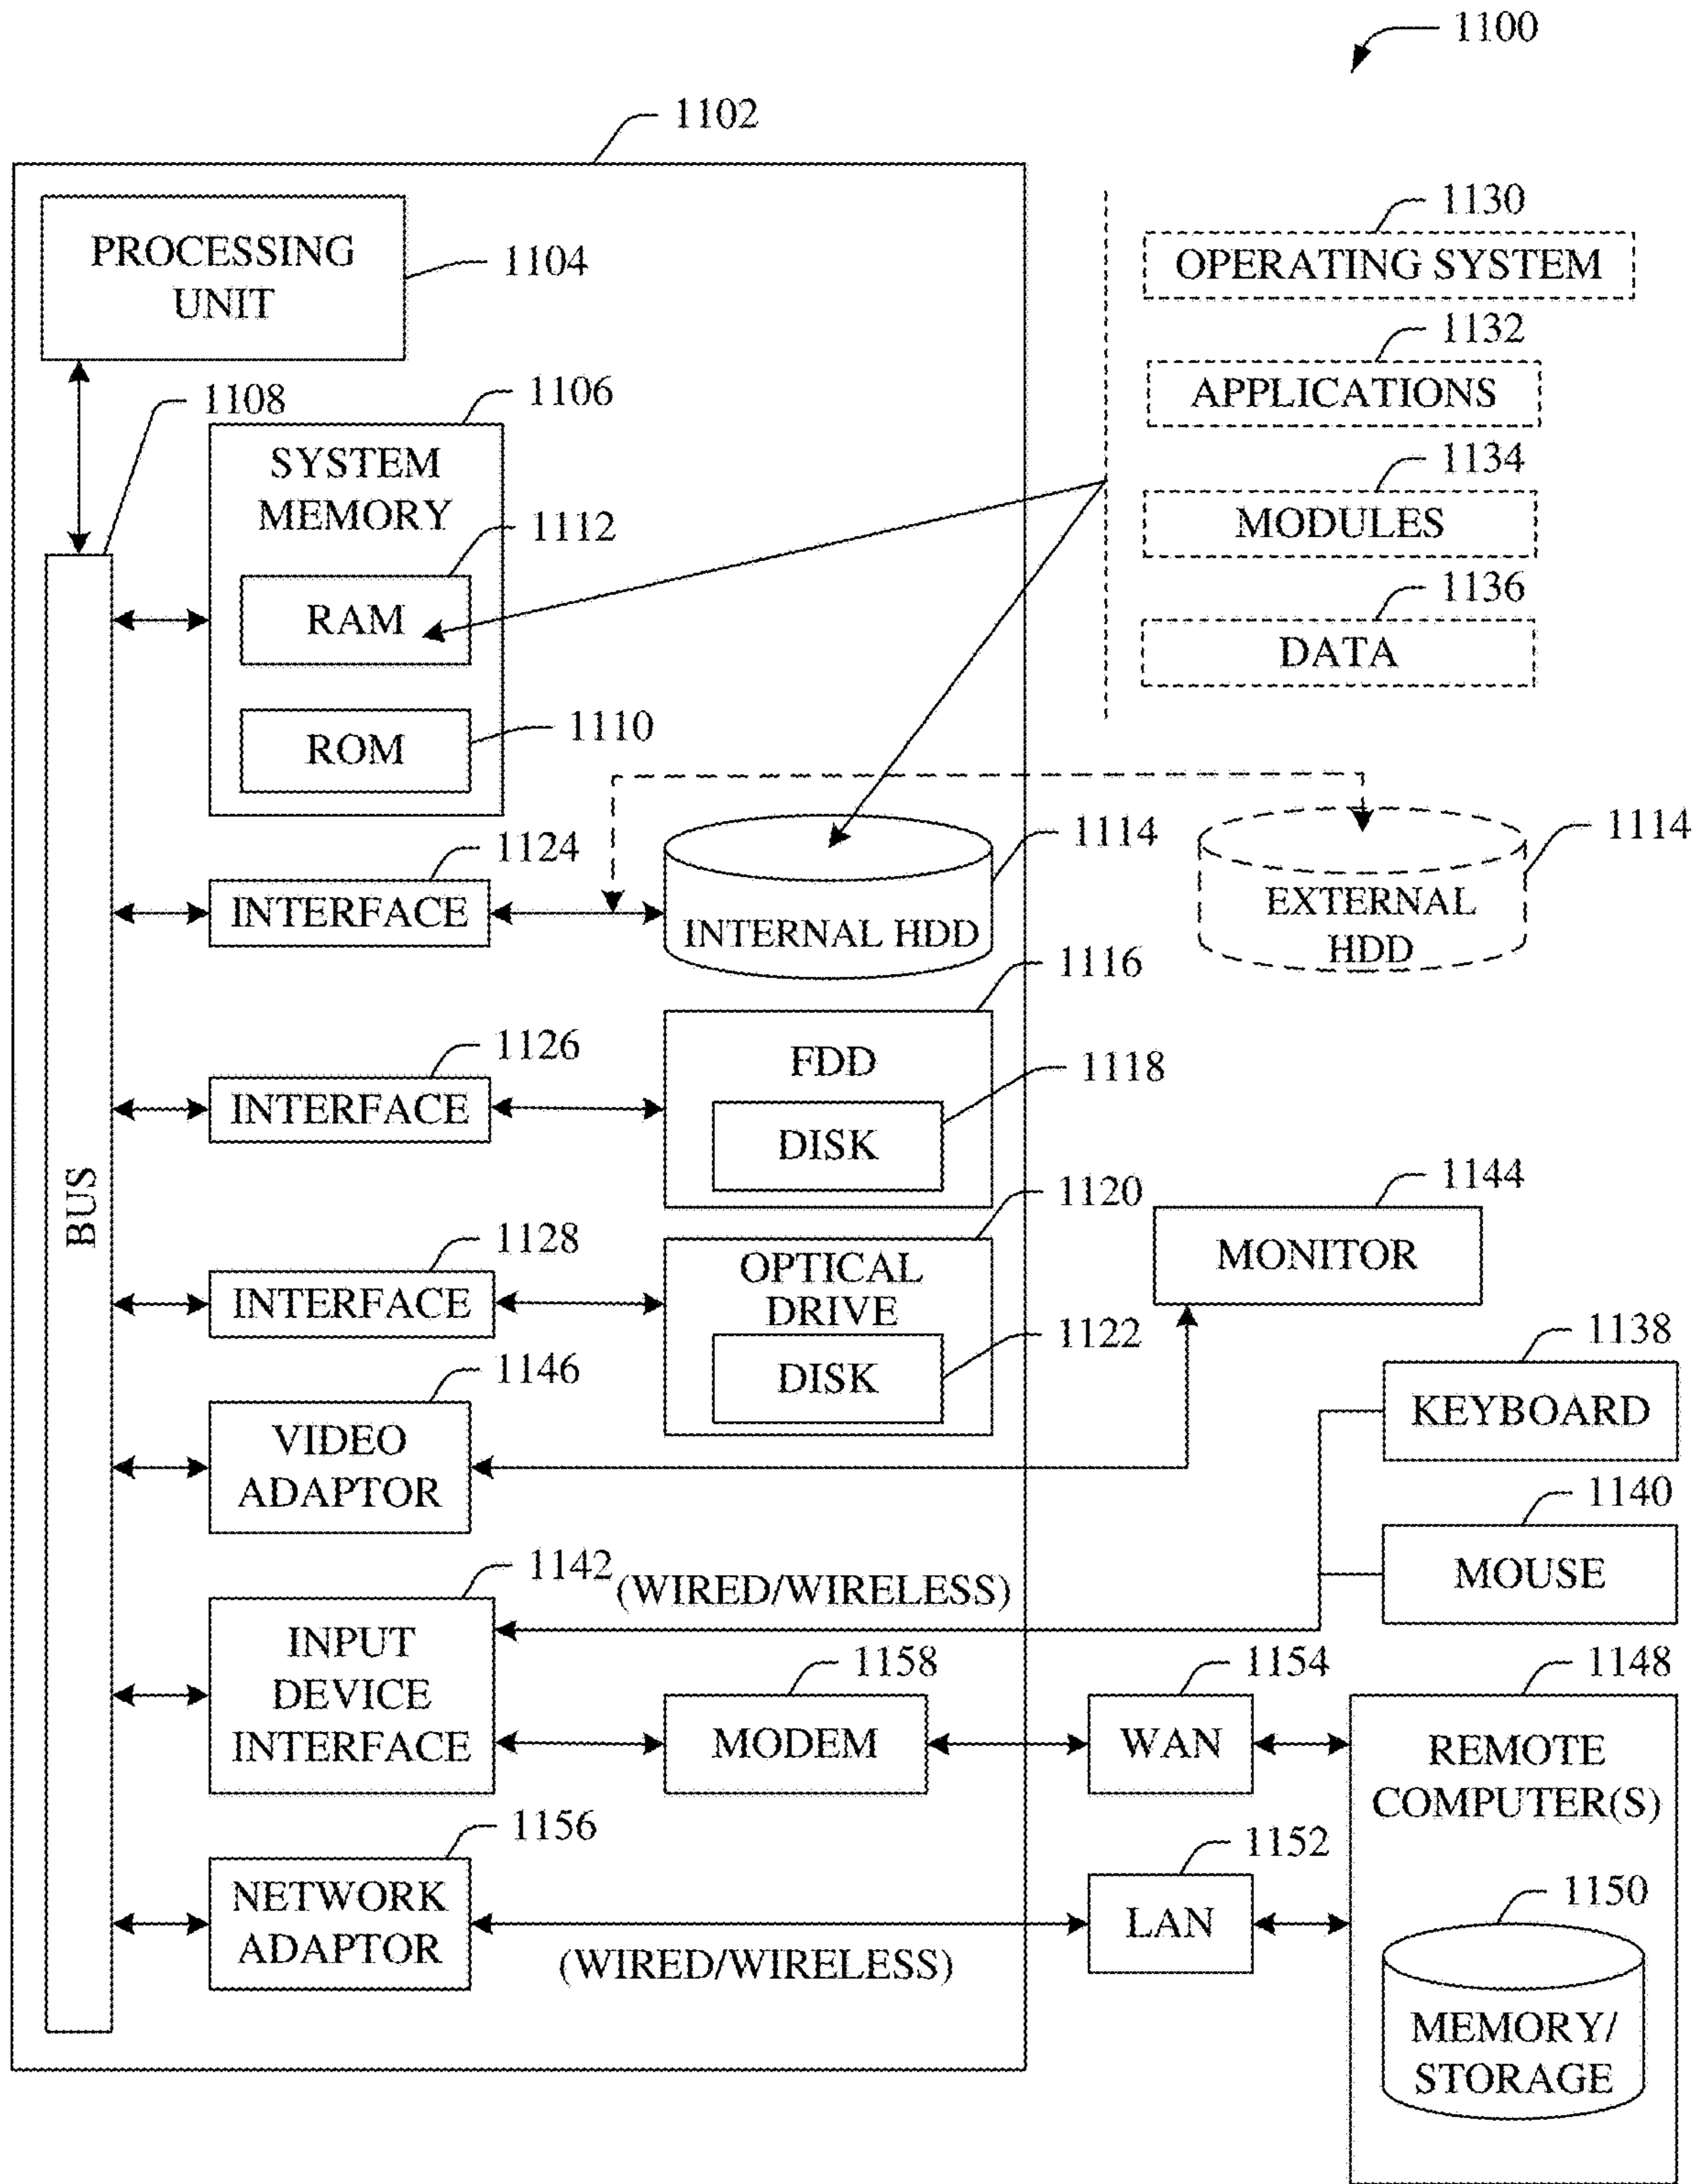 1100
1102
PROCESSING
UNIT
1104
1130
OPERATING SYSTEM
1132
APPLICATIONS
1134
MODULES
1136
DATA
1108
1106
SYSTEM
MEMORY
1112
RAM
1110
ROM
1124
INTERFACE
1114
INTERNAL HDD
1114
EXTERNAL
HDD
1126
INTERFACE
1116
FDD
1118
DISK
BUS
1128
INTERFACE
1120
OPTICAL
DRIVE
1122
DISK
1144
MONITOR
1146
VIDEO
ADAPTOR
1138
KEYBOARD
1140
MOUSE
1142
(WIRED/WIRELESS)
INPUT
DEVICE
INTERFACE
1158
MODEM
1154
WAN
1148
REMOTE
COMPUTER(S)
1156
NETWORK
ADAPTOR
(WIRED/WIRELESS)
1152
LAN
1150
MEMORY/
STORAGE